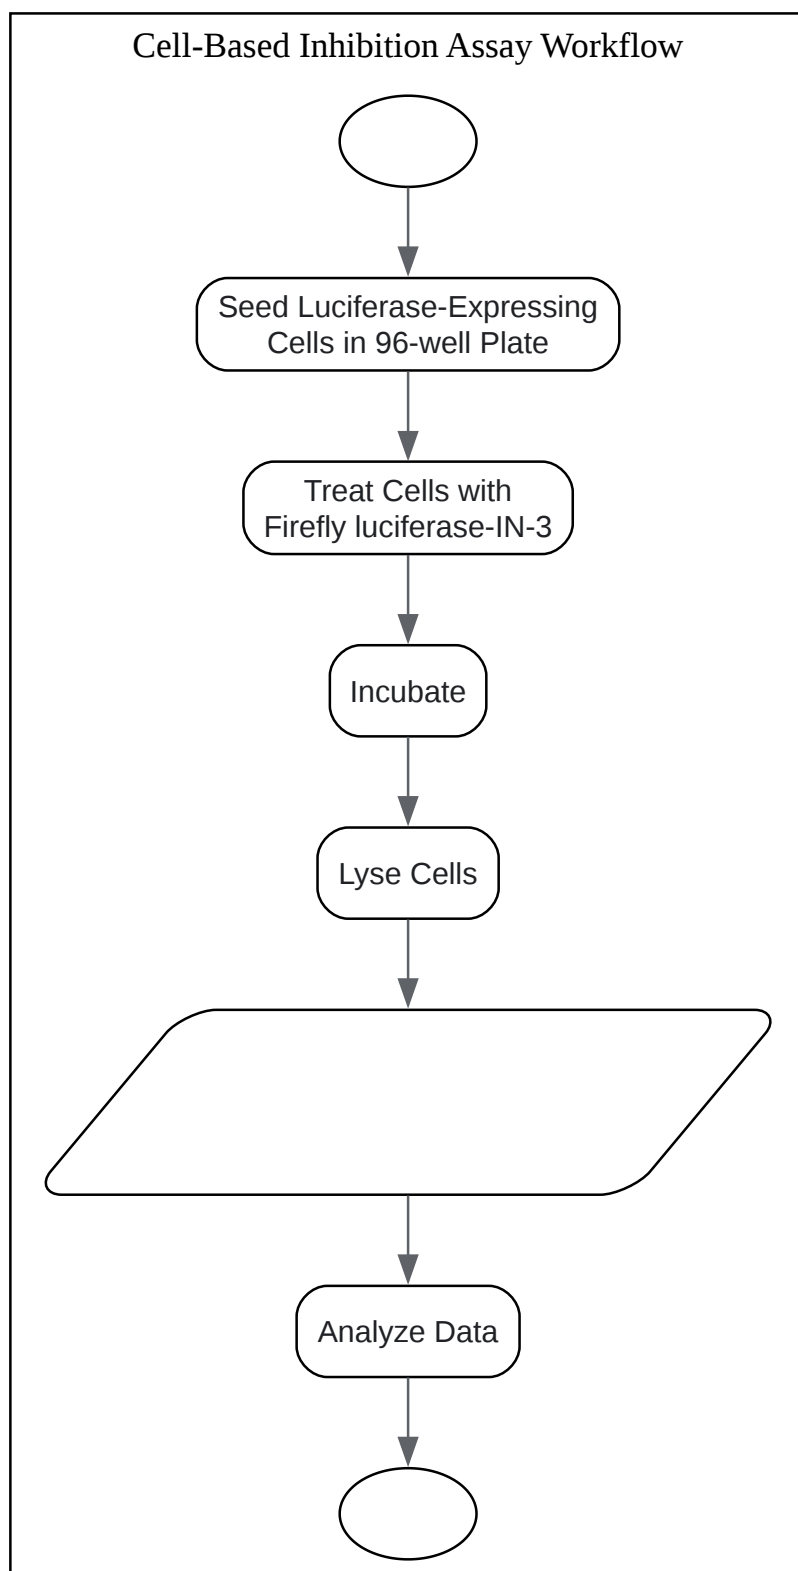 Cell-Based Inhibition Assay Workflow
Seed Luciferase-Expressing
Cells in 96-well Plate
Treat Cells with
Firefly luciferase-IN-3
Incubate
Lyse Cells
Analyze Data